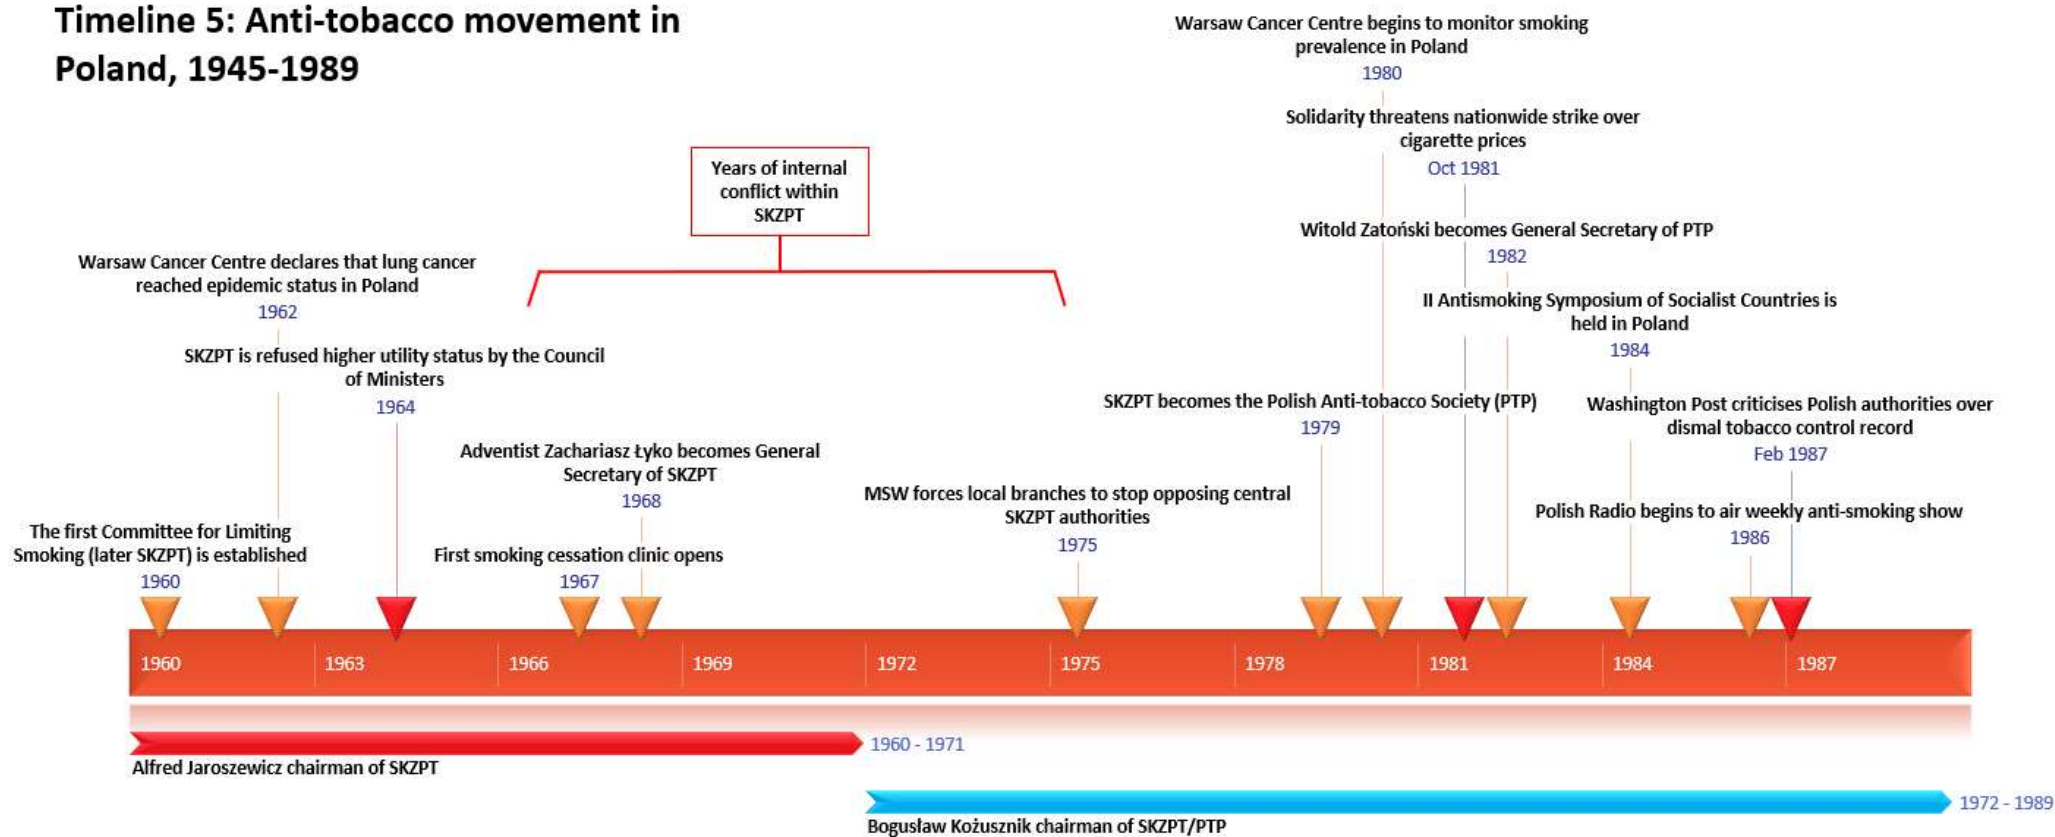 Timeline 5: Anti-tobacco movement in
Poland, 1945-1989
Warsaw Cancer Centre begins to monitor smoking
prevalence in Poland
1980
Solidarity threatens nationwide strike over
cigarette prices
Oct 1981
Years of internal
conflict within
SKZPT
Witold Zatoński becomes General Secretary of PTP
1982
Warsaw Cancer Centre declares that lung cancer
reached epidemic status in Poland
1962
II Antismoking Symposium of Socialist Countries is
held in Poland
1984
SKZPT is refused higher utility status by the Council
of Ministers
1964
SKZPT becomes the Polish Anti-tobacco Society (PTP)
1979
Washington Post criticises Polish authorities over
dismal tobacco control record
Feb 1987
Adventist Zachariasz Łyko becomes General
Secretary of SKZPT
1968
MSW forces local branches to stop opposing central
SKZPT authorities
1975
Polish Radio begins to air weekly anti-smoking show
1986
The first Committee for Limiting
Smoking (later SKZPT) is established
1960
First smoking cessation clinic opens
1967
1960 1963 1966 1969 1972 1975 1978 1981 1984 1987
1960 - 1971
Alfred Jaroszewicz chairman of SKZPT
1972 - 1989
Bogusław Kożusznik chairman of SKZPT/PTP